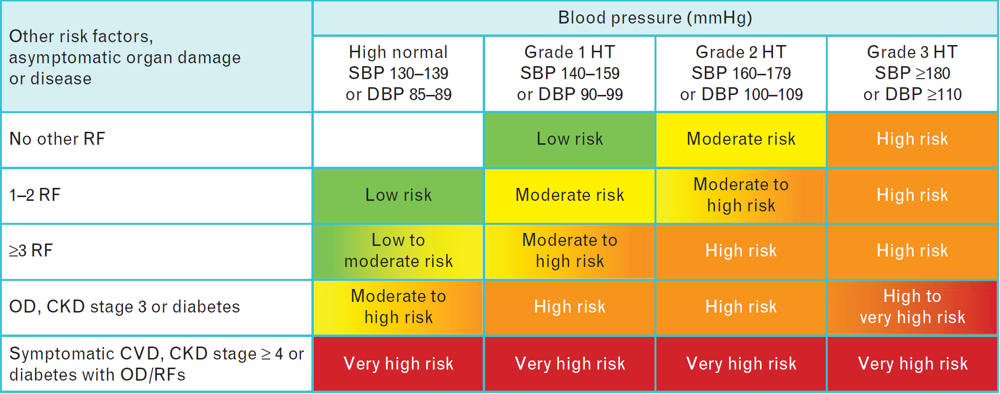 Other risk factors,
asymptomatic organ damage
or disease
Blood pressure (mmHg)
High normal
SBP 130–139
or DBP 85–89
Grade 1 HT
SBP 140–159
or DBP 90–99
Grade 2 HT
SBP 160–179
or DBP 100–109
Grade 3 HT
SBP ≥180
or DBP ≥110
No other RF
Low risk
Moderate risk
High risk
1–2 RF
Low risk
Moderate risk
Moderate to
high risk
High risk
≥3 RF
Low to
moderate risk
Moderate to
high risk
High risk
High risk
OD, CKD stage 3 or diabetes
Moderate to
high risk
High risk
High risk
High to
very high risk
Symptomatic CVD, CKD stage ≥ 4 or
diabetes with OD/RFs
Very high risk
Very high risk
Very high risk
Very high risk